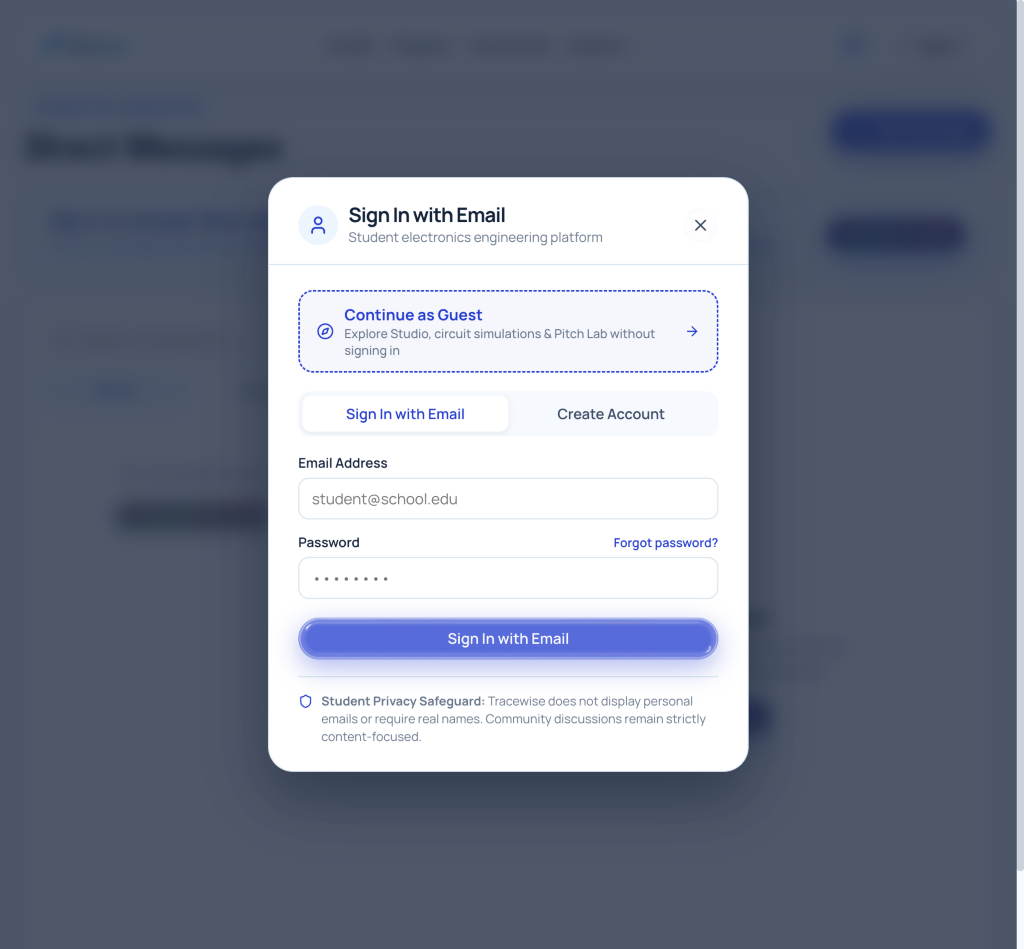 Direct Messages
Sign In with Email
Student electronics engineering platform
Continue as Guest
Explore Studio, circuit simulations & Pitch Lab without
signing in
Sign In with Email
Create Account
Email Address
student@school.edu
Password
Forgot password?
••••••••
Sign In with Email
Student Privacy Safeguard: Tracewise does not display personal
emails or require real names. Community discussions remain strictly
content-focused.